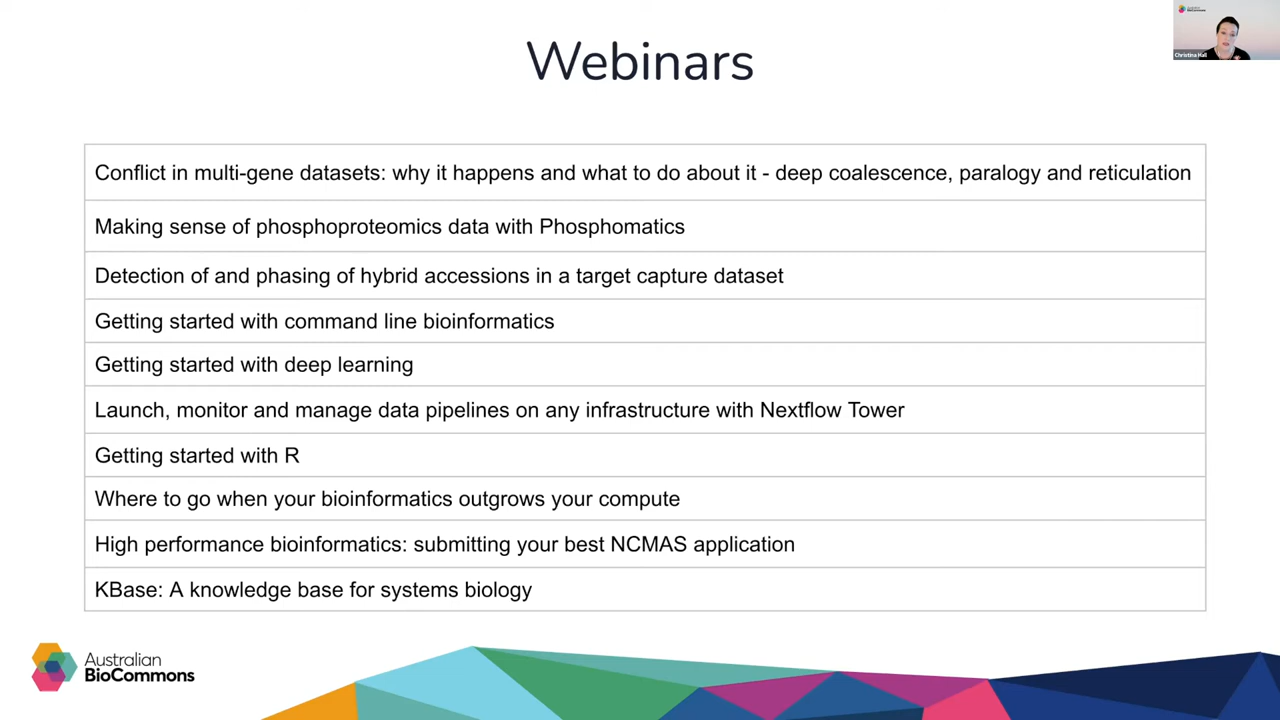 Webinars
Christina Hall
Conflict in multi-gene datasets: why it happens and what to do about it - deep coalescence, paralogy and reticulation
Making sense of phosphoproteomics data with Phosphomatics
Detection of and phasing of hybrid accessions in a target capture dataset
Getting started with command line bioinformatics
Getting started with deep learning
Launch, monitor and manage data pipelines on any infrastructure with Nextflow Tower
Getting started with R
Where to go when your bioinformatics outgrows your compute
High performance bioinformatics: submitting your best NCMAS application
KBase: A knowledge base for systems biology
Australian
BioCommons